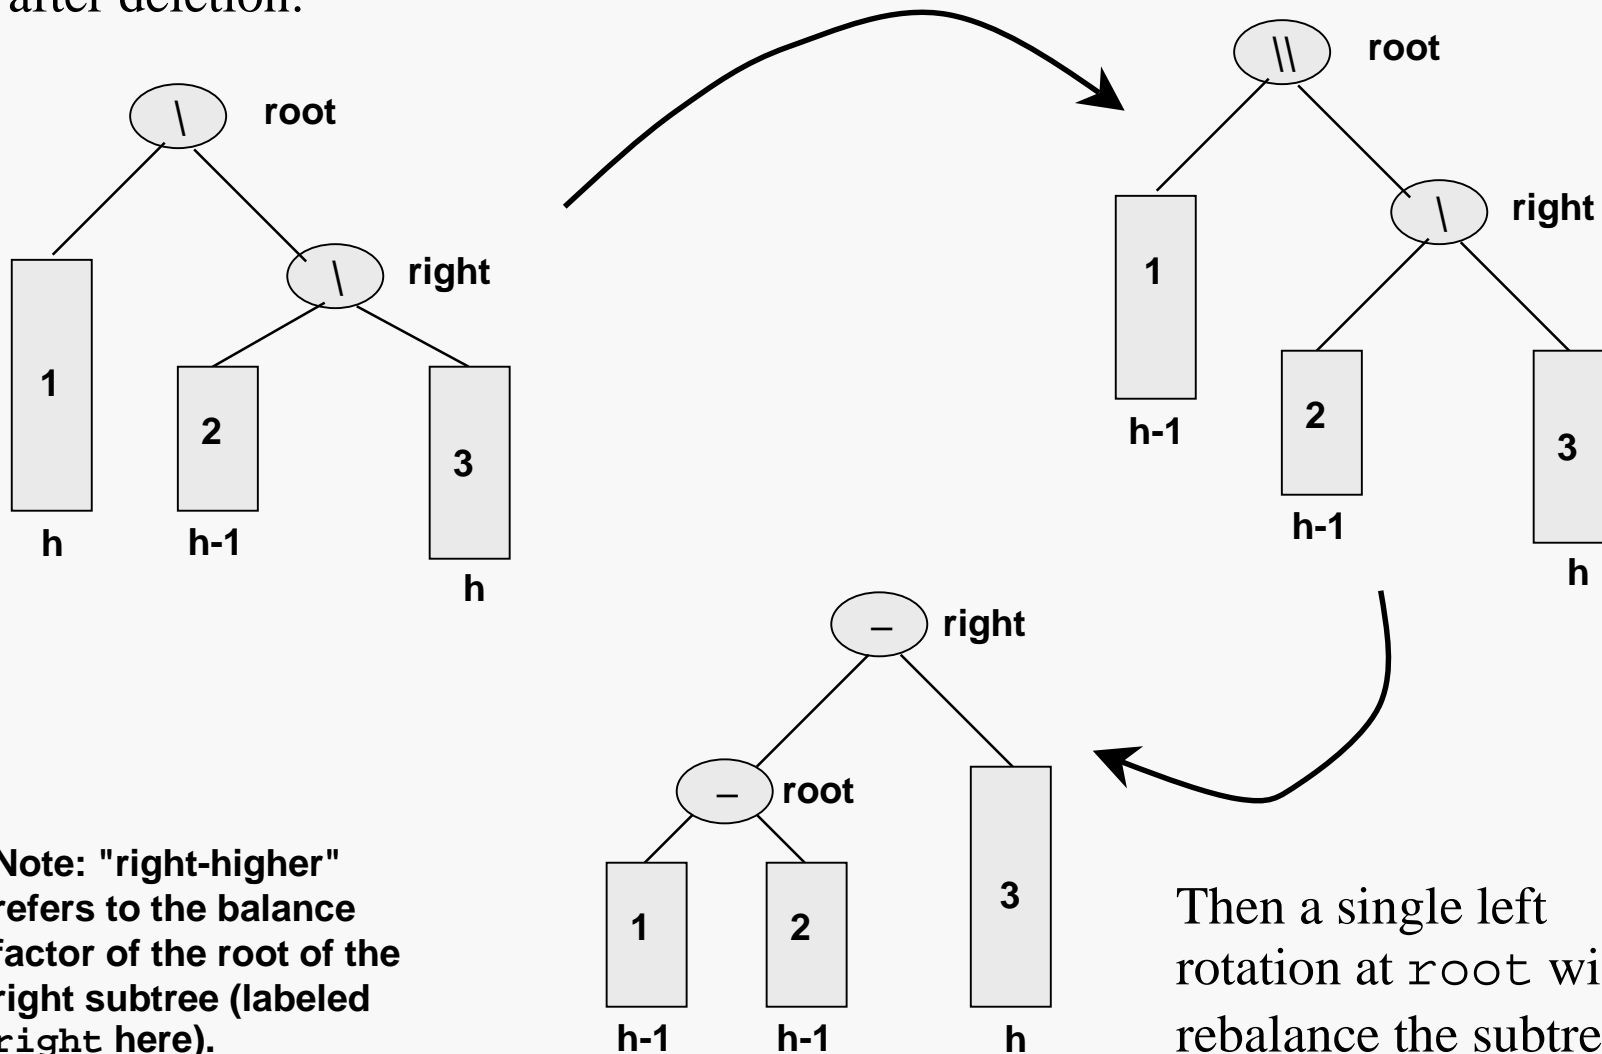 after deletion.
\ root
\ right
1
2
3
h
h-1
h
\\ root
\ right
1
2
3
h-1
h-1
h
– right
– root
1
2
3
h-1
h-1
h
Note: "right-higher"
refers to the balance
factor of the root of the
right subtree (labeled
right here).
Then a single left
rotation at root
rebalance the